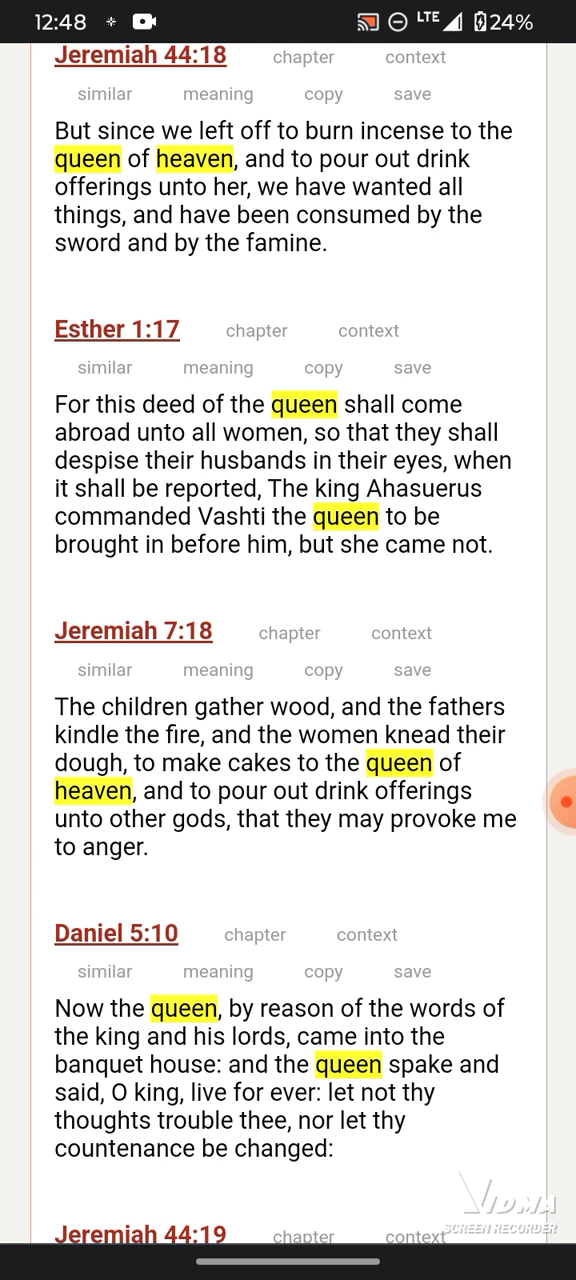 12:48 LTE 24%
Jeremiah 44:18 chapter context
similar meaning copy save
But since we left off to burn incense to the
queen of heaven, and to pour out drink
offerings unto her, we have wanted all
things, and have been consumed by the
sword and by the famine.
Esther 1:17 chapter context
similar meaning copy save
For this deed of the queen shall come
abroad unto all women, so that they shall
despise their husbands in their eyes, when
it shall be reported, The king Ahasuerus
commanded Vashti the queen to be
brought in before him, but she came not.
Jeremiah 7:18 chapter context
similar meaning copy save
The children gather wood, and the fathers
kindle the fire, and the women knead their
dough, to make cakes to the queen of
heaven, and to pour out drink offerings
unto other gods, that they may provoke me
to anger.
Daniel 5:10 chapter context
similar meaning copy save
Now the queen, by reason of the words of
the king and his lords, came into the
banquet house: and the queen spake and
said, O king, live for ever: let not thy
thoughts trouble thee, nor let thy
countenance be changed:
VIDMA
SCREEN RECORDER
Jeremiah 44:19 chapter context